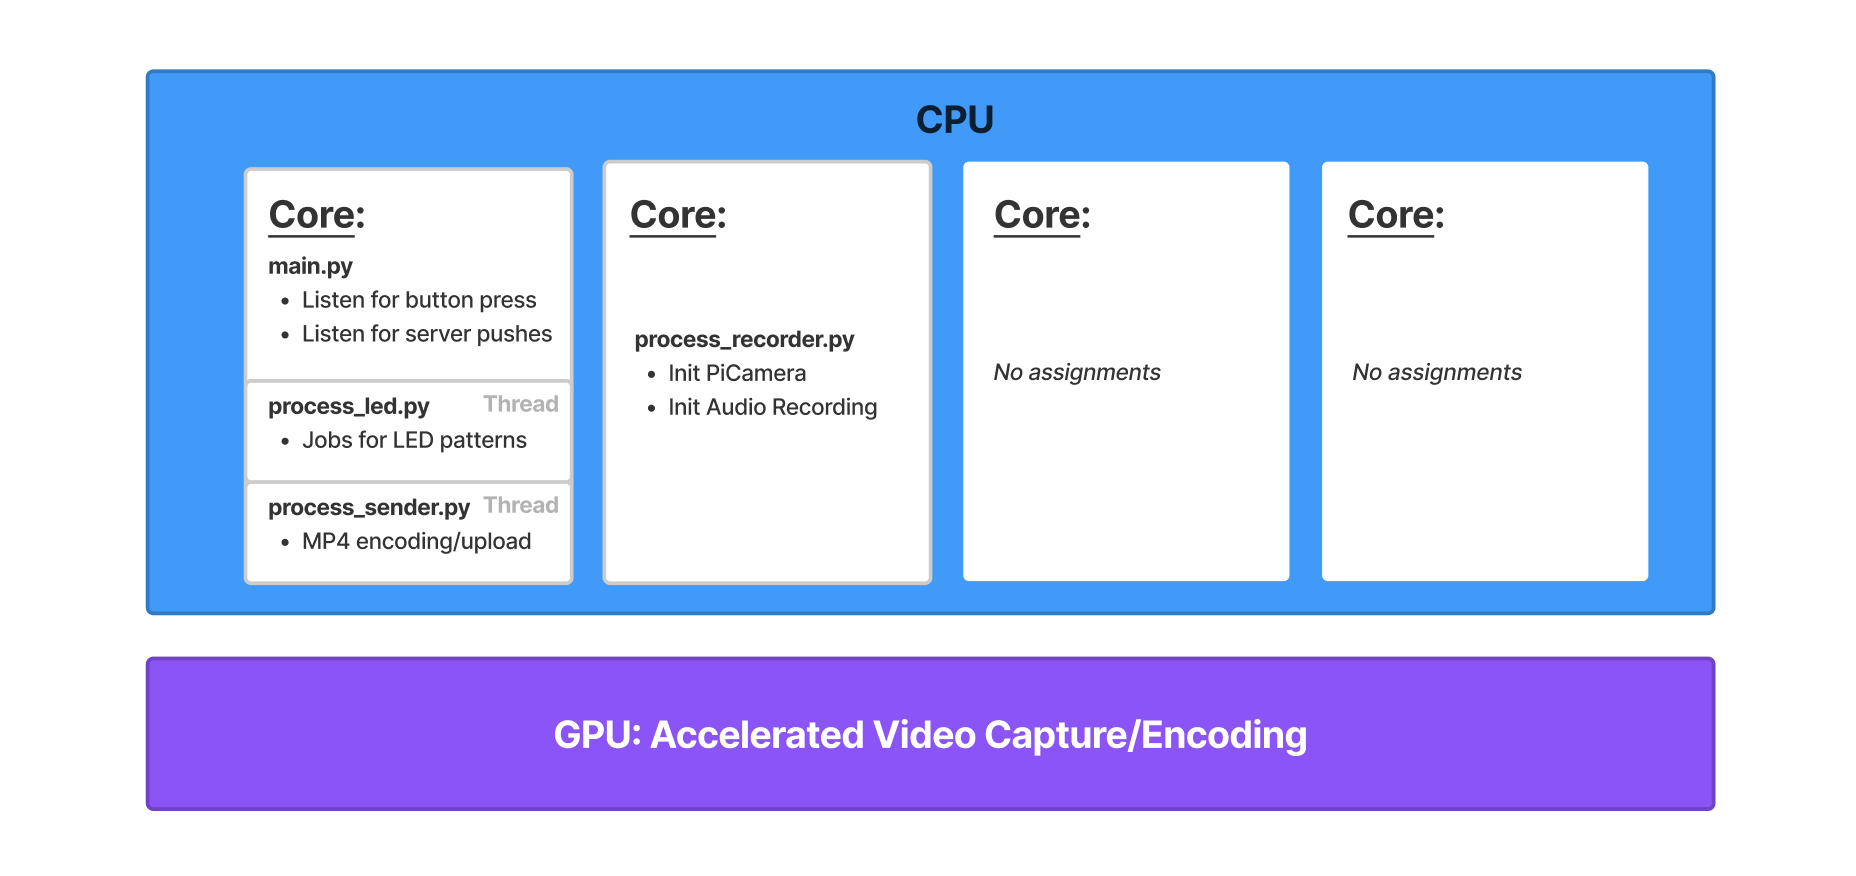 CPU
Core:
main.py
• Listen for button press
• Listen for server pushes
process_led.py Thread
• Jobs for LED patterns
process_sender.py Thread
• MP4 encoding/upload
Core:
process_recorder.py
• Init PiCamera
• Init Audio Recording
Core:
No assignments
Core:
No assignments
GPU: Accelerated Video Capture/Encoding